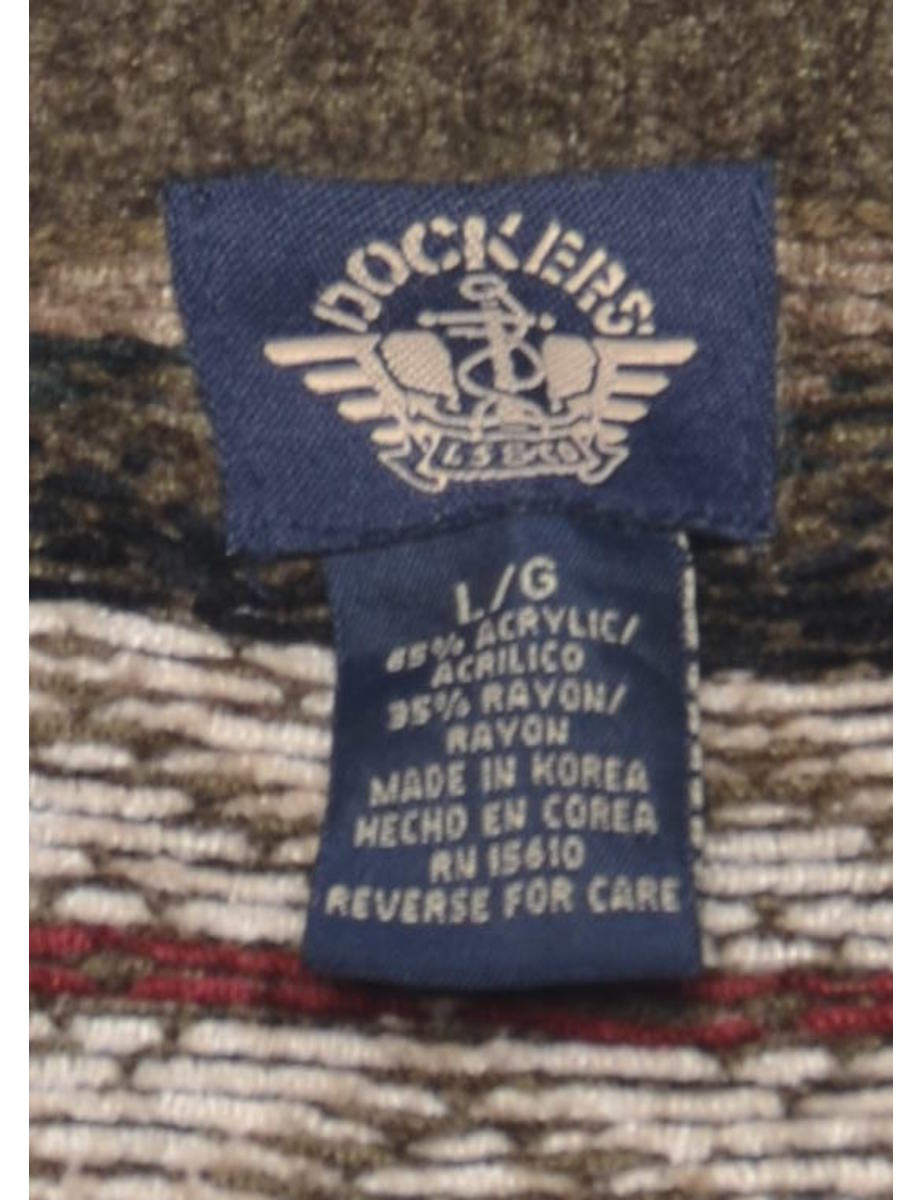 DOCKERS
L S & CO
L/G
65% ACRYLIC/
ACRILICO
35% RAYON/
RAYON
MADE IN KOREA
HECHO EN COREA
RN 15610
REVERSE FOR CARE